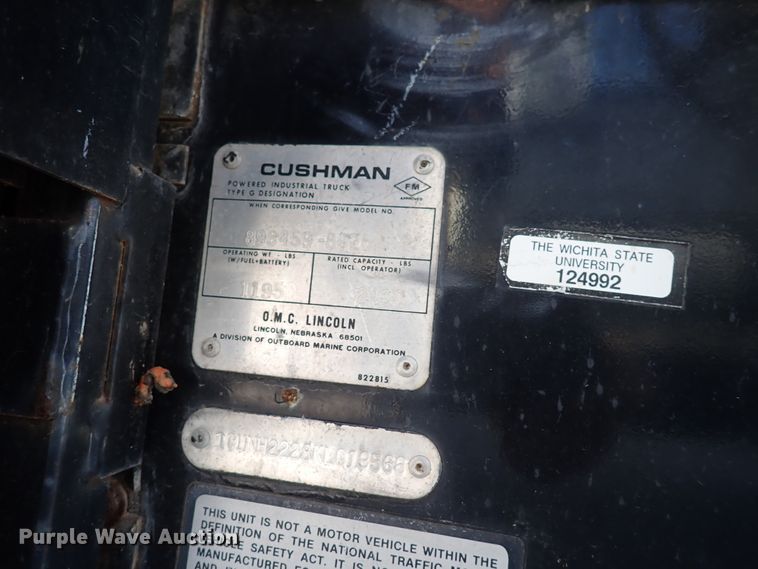 CUSHMAN
POWERED INDUSTRIAL TRUCK
TYPE G DESIGNATION
FM
APPROVED
WHEN CORRESPONDING GIVE MODEL NO.
OPERATING WT - LBS
(W/FUEL+BATTERY)
RATED CAPACITY - LBS
(INCL. OPERATOR)
1195
O.M.C. LINCOLN
LINCOLN, NEBRASKA 68501
A DIVISION OF OUTBOARD MARINE CORPORATION
822815
THE WICHITA STATE
UNIVERSITY
124992
THIS UNIT IS NOT A MOTOR VEHICLE WITHIN THE
DEFINITION OF THE NATIONAL TRAFFIC
SAFETY ACT. IT IS
MANUFACTURED
AND
Purple Wave Auction